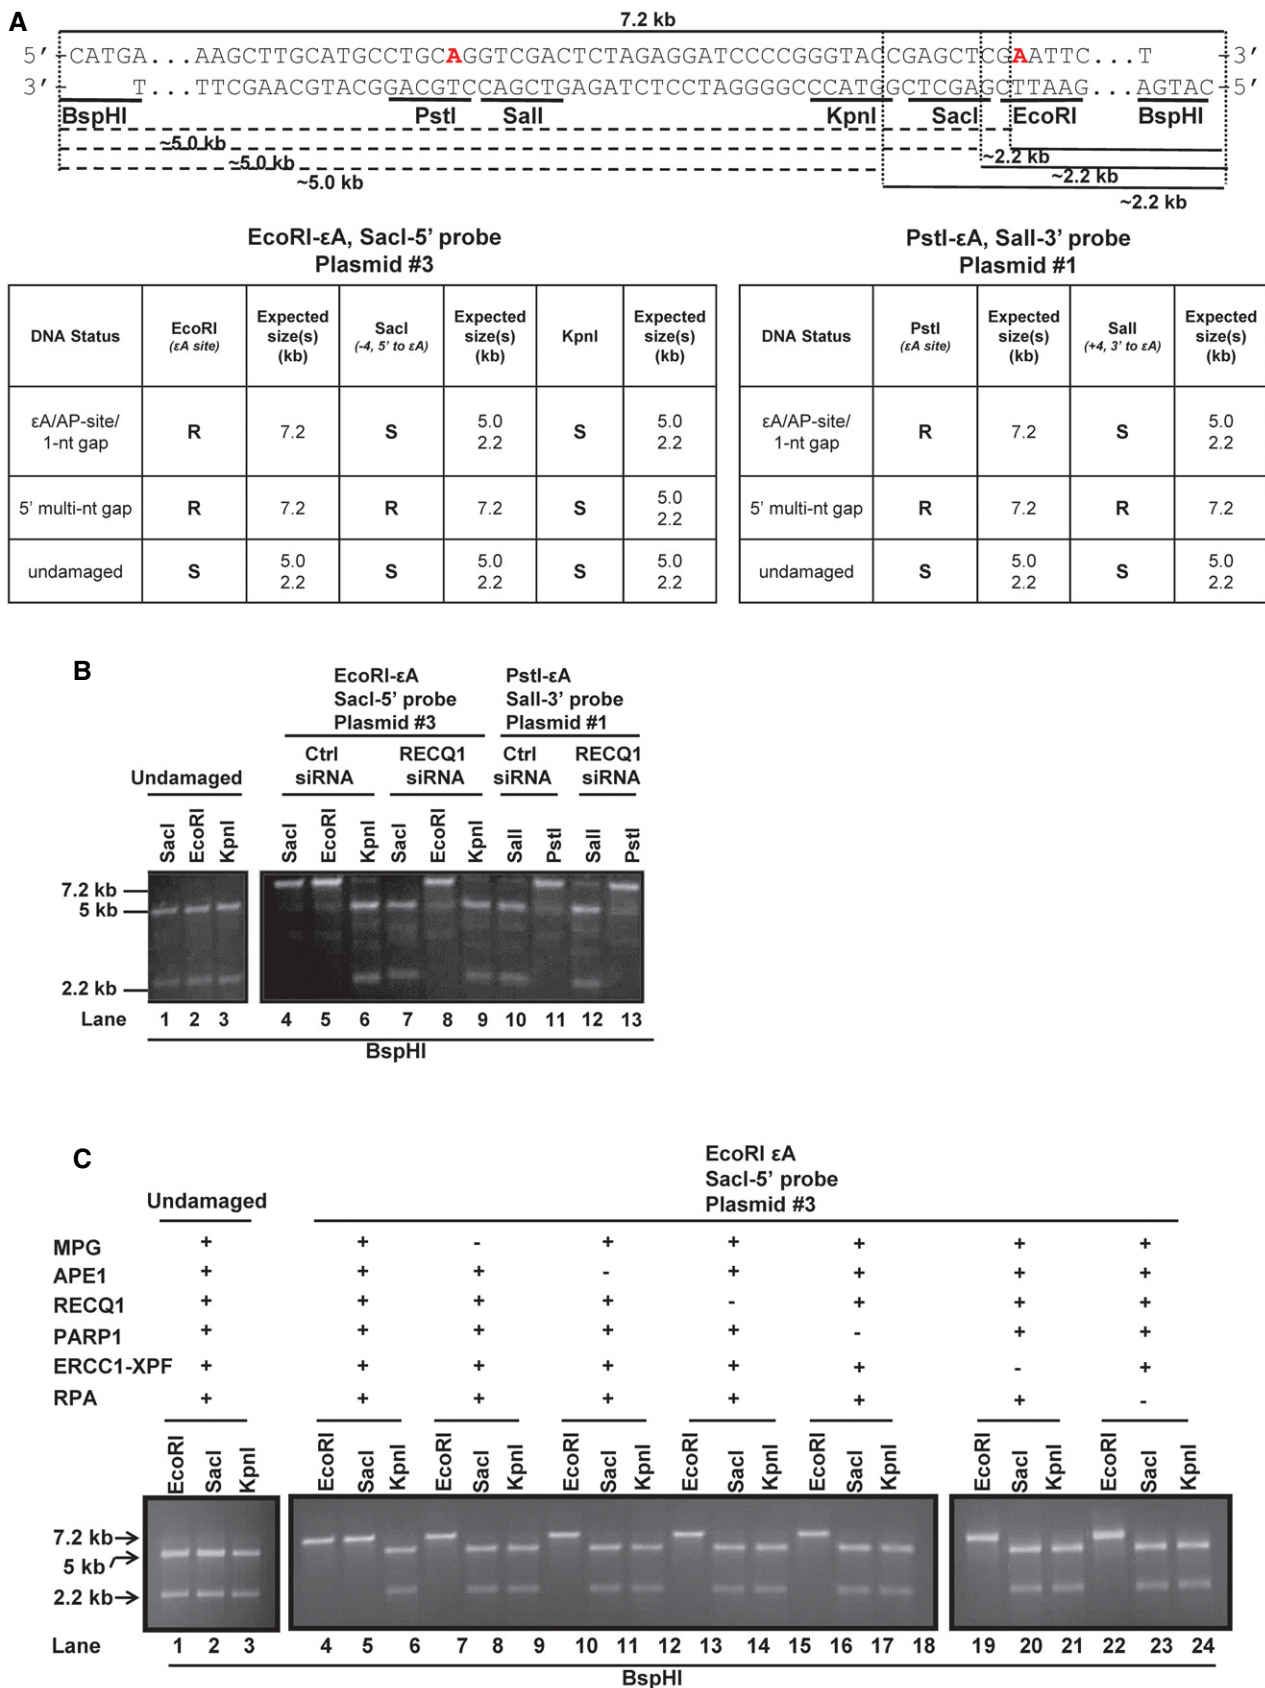 A
7.2 kb
5′ CATGA...AAGCTTGCATGCCTGCAGGTCGACTCTAGAGGATCCCCGGGTACCGAGCTCGAATTC...T 3′
3′ T...TTCGAACGTACGGACGTCCAGCTGAGATCTCCTAGGGGCCCATGGCTCGAGCTTAAG...AGTAC 5′
BspHI PstI SalI KpnI SacI EcoRI BspHI
~5.0 kb
~5.0 kb
~5.0 kb
~2.2 kb
~2.2 kb
~2.2 kb
EcoRI-εA, SacI-5’ probe
Plasmid #3
DNA Status EcoRI (εA site) Expected size(s) (kb) SacI (-4, 5’ to εA) Expected size(s) (kb) KpnI Expected size(s) (kb)
εA/AP-site/ 1-nt gap R 7.2 S 5.0 2.2 S 5.0 2.2
5’ multi-nt gap R 7.2 R 7.2 S 5.0 2.2
undamaged S 5.0 2.2 S 5.0 2.2 S 5.0 2.2
PstI-εA, SalI-3’ probe
Plasmid #1
DNA Status PstI (εA site) Expected size(s) (kb) SalI (+4, 3’ to εA) Expected size(s) (kb)
εA/AP-site/ 1-nt gap R 7.2 S 5.0 2.2
5’ multi-nt gap R 7.2 R 7.2
undamaged S 5.0 2.2 S 5.0 2.2
B
EcoRI-εA PstI-εA
SacI-5’ probe SalI-3’ probe
Plasmid #3 Plasmid #1
Undamaged Ctrl siRNA RECQ1 siRNA Ctrl siRNA RECQ1 siRNA
SacI EcoRI KpnI SacI EcoRI KpnI SacI EcoRI KpnI SalI PstI SalI PstI
7.2 kb
5 kb
2.2 kb
Lane 1 2 3 4 5 6 7 8 9 10 11 12 13
BspHI
C
EcoRI εA
SacI-5’ probe
Plasmid #3
Undamaged
MPG + + - + + + + +
APE1 + + + - + + + +
RECQ1 + + + + - + + +
PARP1 + + + + + - + +
ERCC1-XPF + + + + + + - +
RPA + + + + + + + -
EcoRI SacI KpnI EcoRI SacI KpnI EcoRI SacI KpnI EcoRI SacI KpnI EcoRI SacI KpnI EcoRI SacI KpnI EcoRI SacI KpnI EcoRI SacI KpnI
7.2 kb
5 kb
2.2 kb
Lane 1 2 3 4 5 6 7 8 9 10 11 12 13 14 15 16 17 18 19 20 21 22 23 24
BspHI